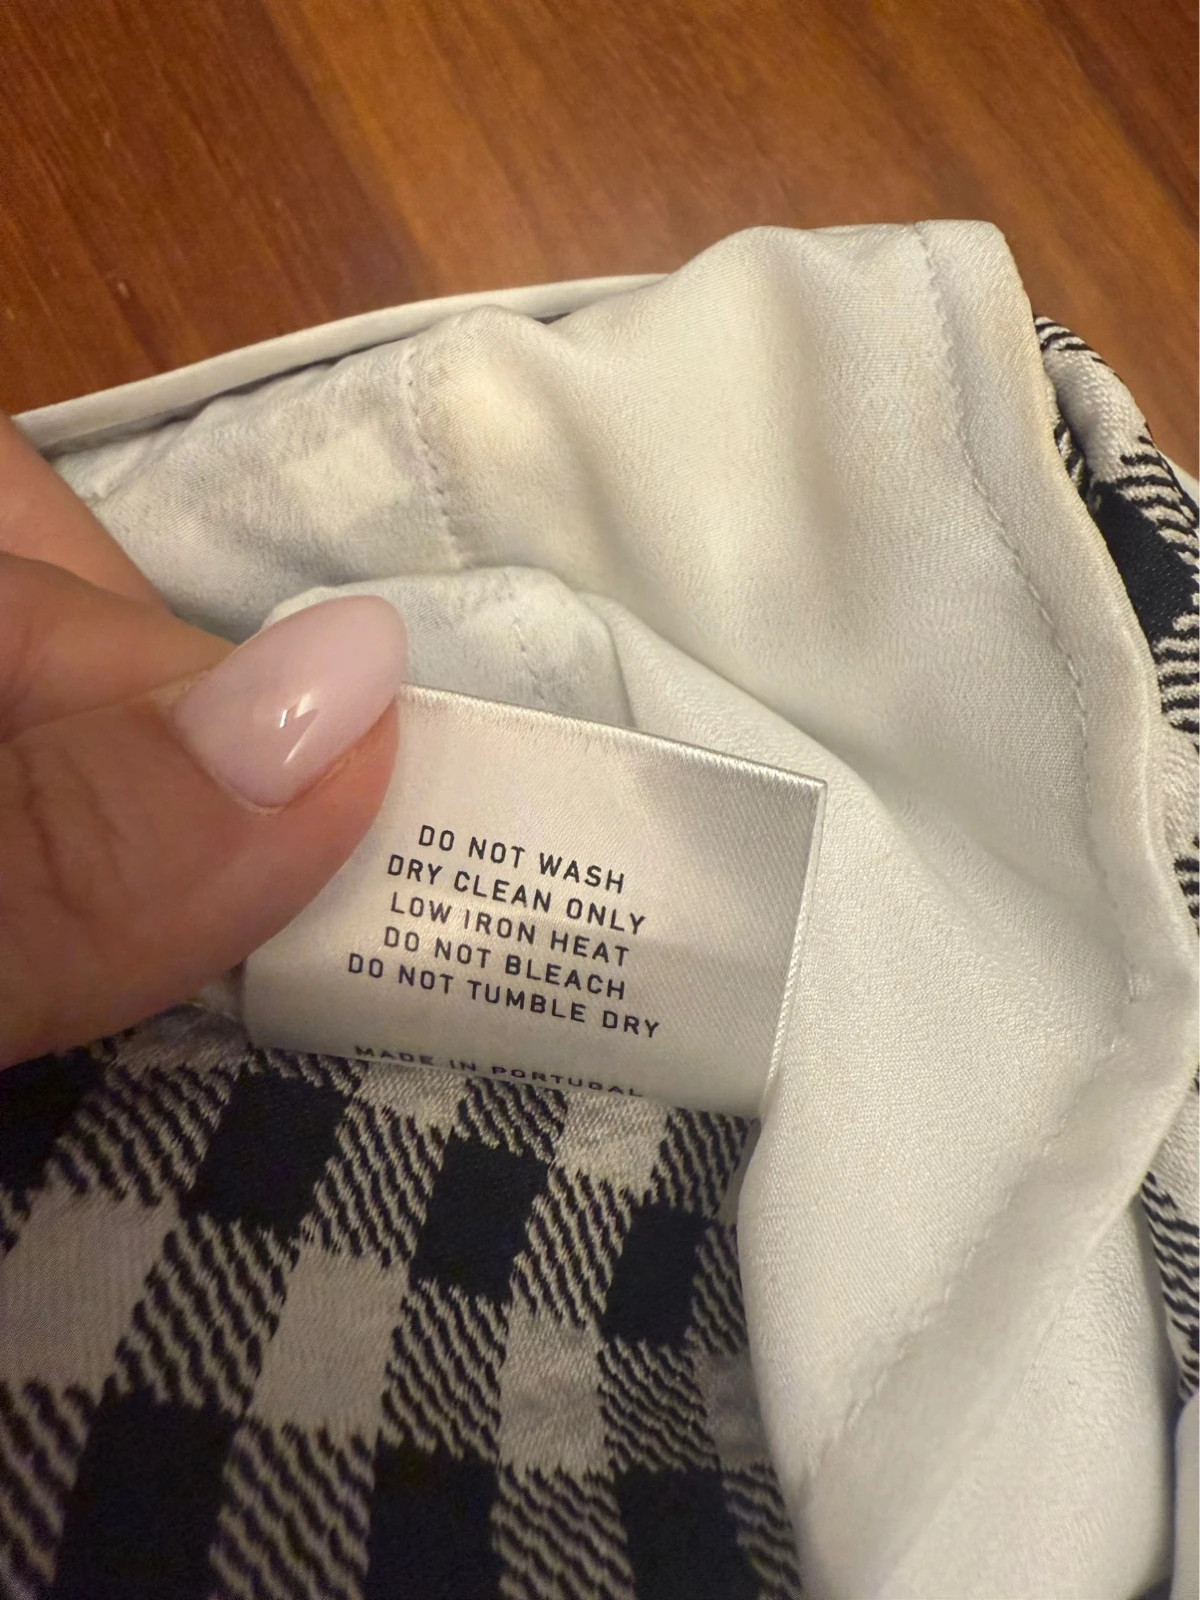 DO NOT WASH
DRY CLEAN ONLY
LOW IRON HEAT
DO NOT BLEACH
DO NOT TUMBLE DRY
MADE IN PORTUGAL